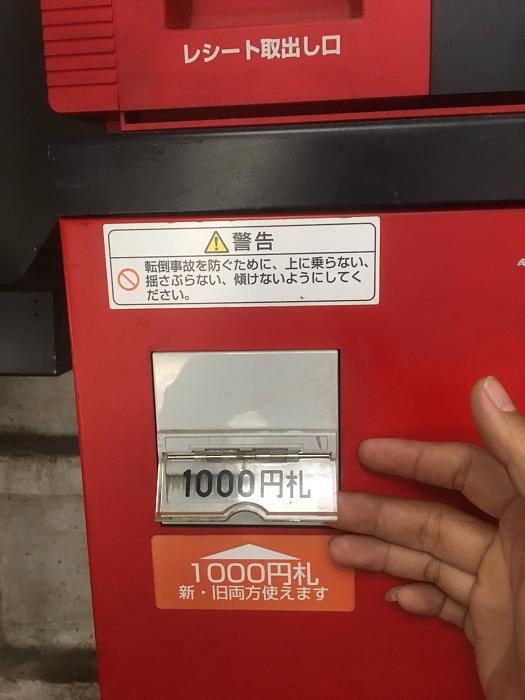 レシート取出し口
警告
転倒事故を防ぐために、上に乗らない、
揺さぶらない、傾けないようにしてく
ださい。
1000円札
1000円札
新・旧両方使えます